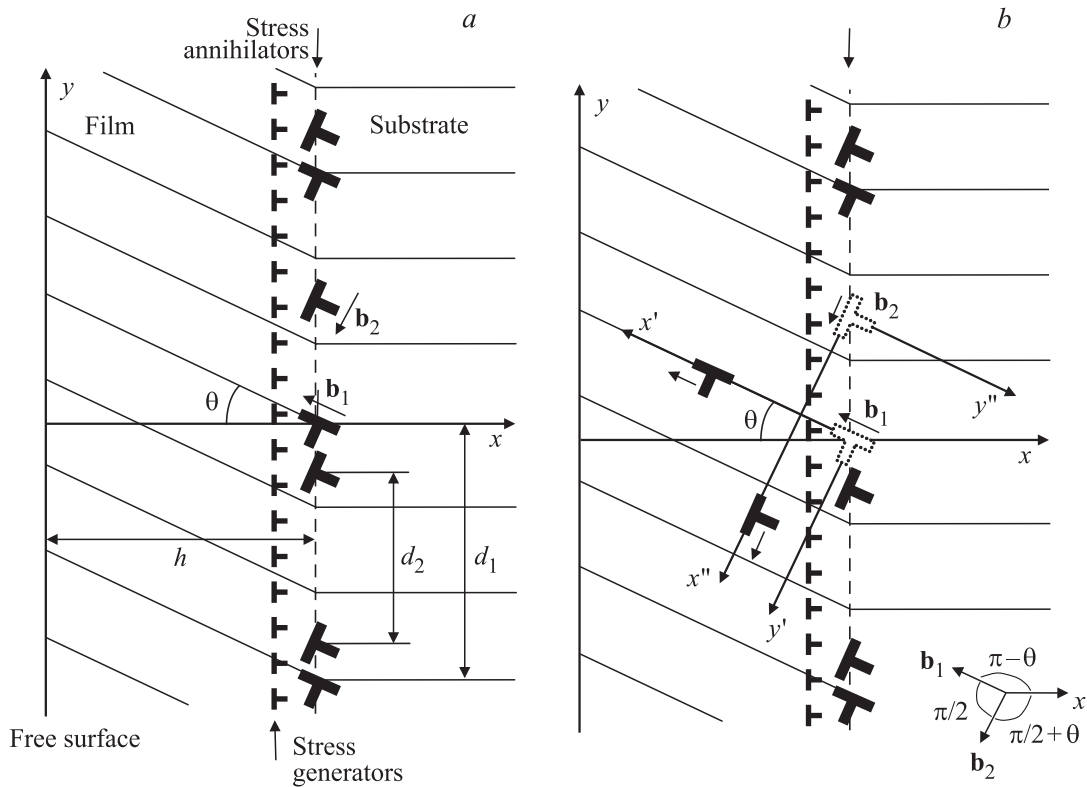 Stress
annihilators
a
y
Film
Substrate
b₂
b₁
θ
x
h
d₂
d₁
Free surface
Stress
generators
b
y
b₂
x'
y''
b₁
θ
x
x''
y'
b₁
π−θ
x
π/2
π/2+θ
b₂